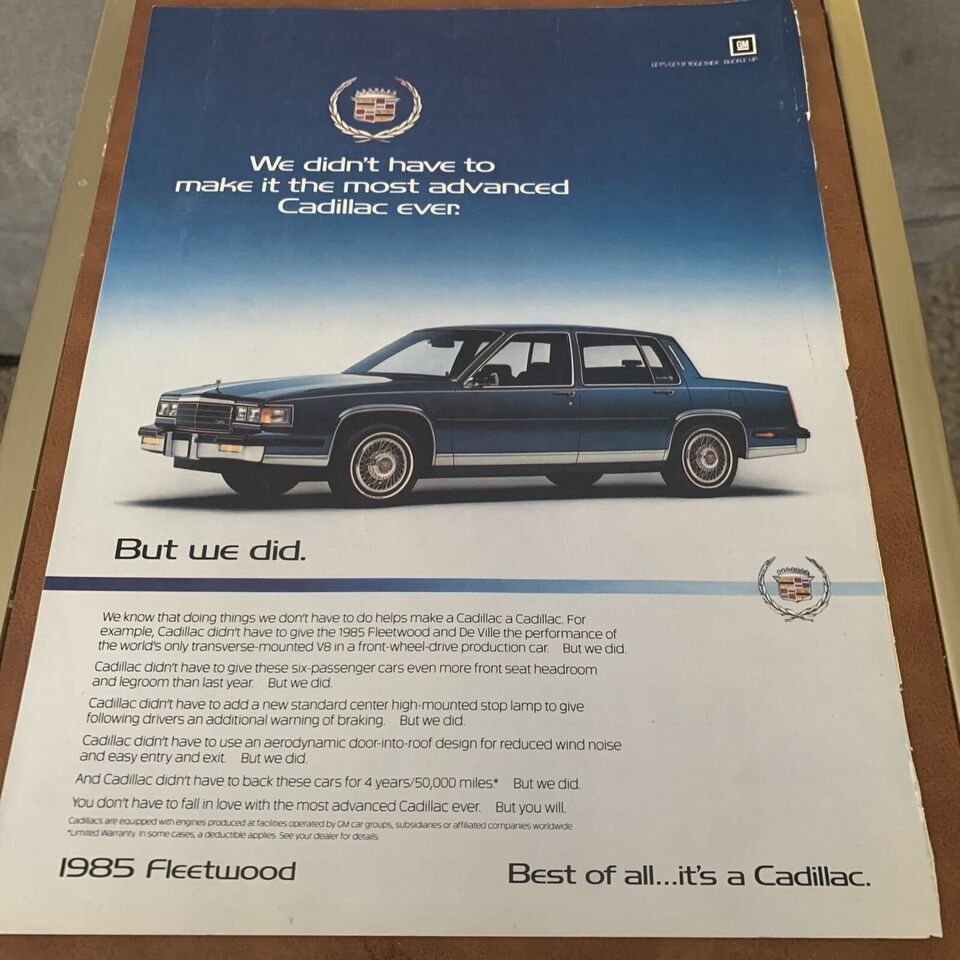 GM
LET'S GET IT TOGETHER BUCKLE UP
We didn't have to
make it the most advanced
Cadillac ever.
But we did.
We know that doing things we don't have to do helps make a Cadillac a Cadillac. For
example, Cadillac didn't have to give the 1985 Fleetwood and De Ville the performance of
the world's only transverse-mounted V8 in a front-wheel-drive production car. But we did.
Cadillac didn't have to give these six-passenger cars even more front seat headroom
and legroom than last year. But we did.
Cadillac didn't have to add a new standard center high-mounted stop lamp to give
following drivers an additional warning of braking. But we did.
Cadillac didn't have to use an aerodynamic door-into-roof design for reduced wind noise
and easy entry and exit. But we did.
And Cadillac didn't have to back these cars for 4 years/50,000 miles.* But we did.
You don't have to fall in love with the most advanced Cadillac ever. But you will.
Cadillacs are equipped with engines produced at facilities operated by GM car groups, subsidiaries or affiliated companies worldwide.
*Limited Warranty. In some cases, a deductible applies. See your dealer for details.
1985 Fleetwood
Best of all...it's a Cadillac.